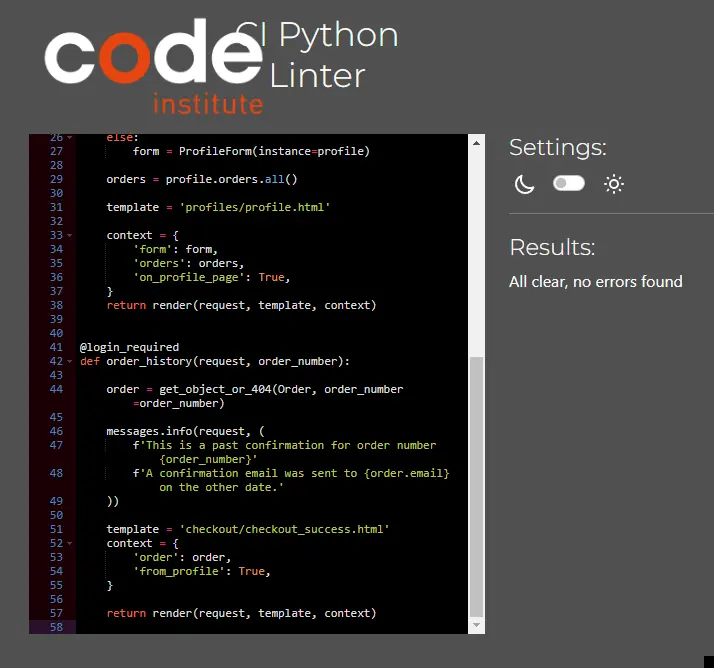 code
institute
CI Python
Linter
26 else:
27 form = ProfileForm(instance=profile)
28
29 orders = profile.orders.all()
30
31 template = 'profiles/profile.html'
32
33 context = {
34 'form': form,
35 'orders': orders,
36 'on_profile_page': True,
37 }
38 return render(request, template, context)
39
40
41 @login_required
42 def order_history(request, order_number):
43
44 order = get_object_or_404(Order, order_number
=order_number)
45
46 messages.info(request, (
47 f'This is a past confirmation for order number
{order_number}'
48 f'A confirmation email was sent to {order.email}
on the other date.'
49 ))
50
51 template = 'checkout/checkout_success.html'
52 context = {
53 'order': order,
54 'from_profile': True,
55 }
56
57 return render(request, template, context)
58
Settings:
Results:
All clear, no errors found